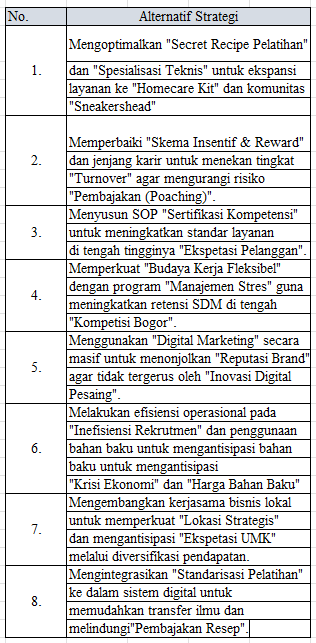 No. Alternatif Strategi
1. Mengoptimalkan "Secret Recipe Pelatihan"
dan "Spesialisasi Teknis" untuk ekspansi
layanan ke "Homecare Kit" dan komunitas
"Sneakershead"
2. Memperbaiki "Skema Insentif & Reward"
dan jenjang karir untuk menekan tingkat
"Turnover" agar mengurangi risiko
"Pembajakan (Poaching)".
3. Menyusun SOP "Sertifikasi Kompetensi"
untuk meningkatkan standar layanan
di tengah tingginya "Ekspetasi Pelanggan".
4. Memperkuat "Budaya Kerja Fleksibel"
dengan program "Manajemen Stres" guna
meningkatkan retensi SDM di tengah
"Kompetisi Bogor".
5. Menggunakan "Digital Marketing" secara
masif untuk menonjolkan "Reputasi Brand"
agar tidak tergerus oleh "Inovasi Digital
Pesaing".
6. Melakukan efisiensi operasional pada
"Inefisiensi Rekrutmen" dan penggunaan
bahan baku untuk mengantisipasi bahan
baku untuk mengantisipasi
"Krisi Ekonomi" dan "Harga Bahan Baku"
7. Mengembangkan kerjasama bisnis lokal
untuk memperkuat "Lokasi Strategis"
dan mengantisipasi "Ekspetasi UMK"
melalui diversifikasi pendapatan.
8. Mengintegrasikan "Standarisasi Pelatihan"
ke dalam sistem digital untuk
memudahkan transfer ilmu dan
melindungi"Pembajakan Resep".